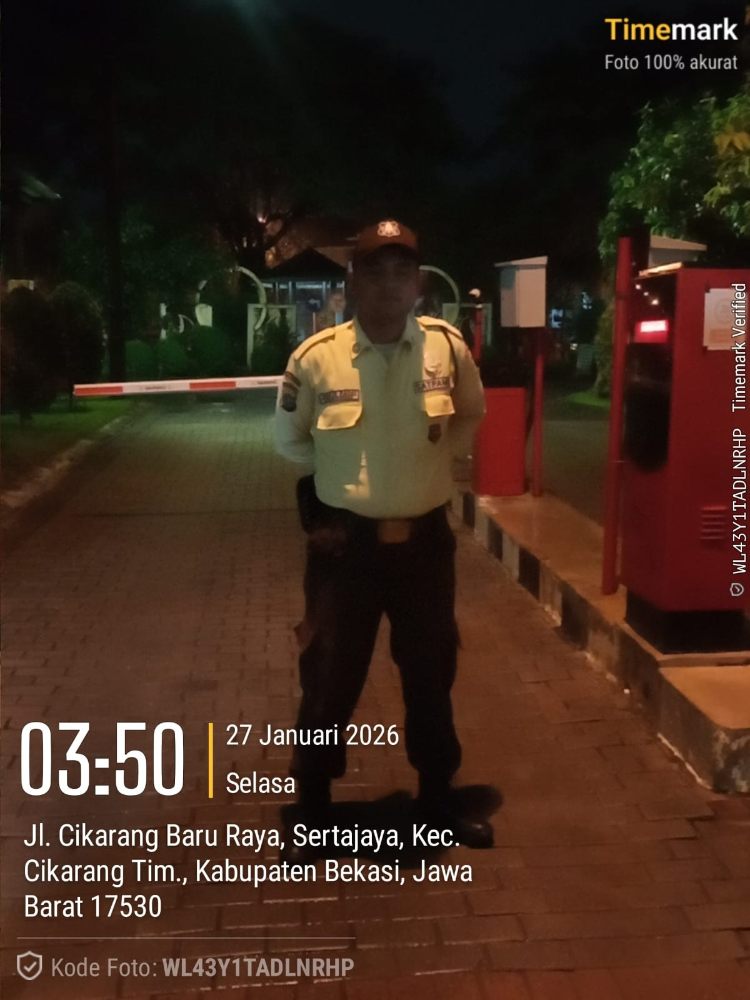 Timemark
Foto 100% akurat
SATPAM
WL43Y1TADLNRHP Timemark Verified
03:50
27 Januari 2026
Selasa
Jl. Cikarang Baru Raya, Sertajaya, Kec.
Cikarang Tim., Kabupaten Bekasi, Jawa
Barat 17530
Kode Foto: WL43Y1TADLNRHP